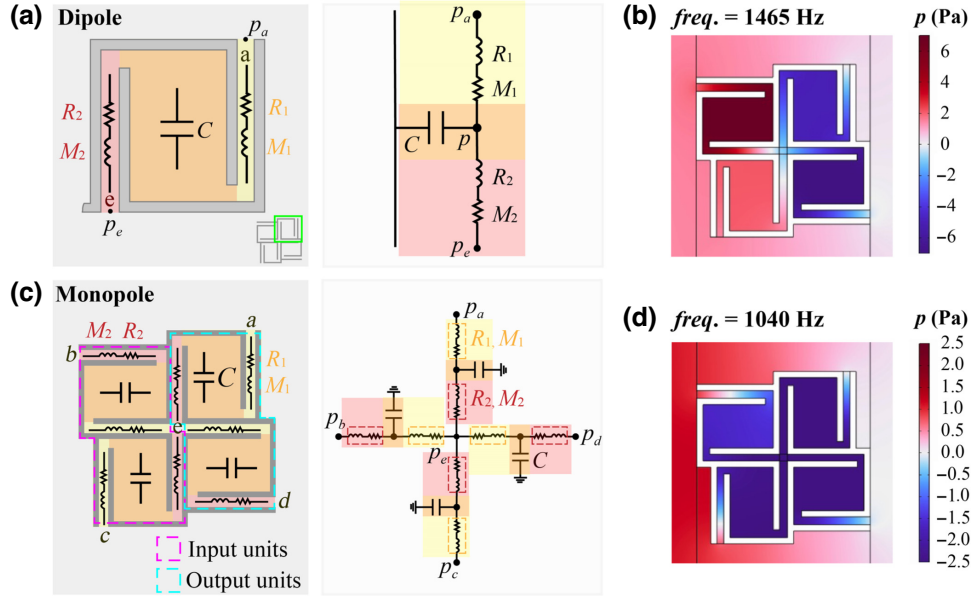 (a)
Dipole
p_a
a
R_2
M_2
C
R_1
M_1
e
p_e
p_a
R_1
M_1
C
p
R_2
M_2
p_e
(b)
freq. = 1465 Hz
p (Pa)
6
4
2
0
−2
−4
−6
(c)
Monopole
M_2 R_2
a
b
C
R_1
M_1
e
d
c
Input units
Output units
p_a
R_1, M_1
R_2, M_2
p_b
p_d
p_e
C
p_c
(d)
freq. = 1040 Hz
p (Pa)
2.5
2.0
1.5
1.0
0.5
0.0
−0.5
−1.0
−1.5
−2.0
−2.5